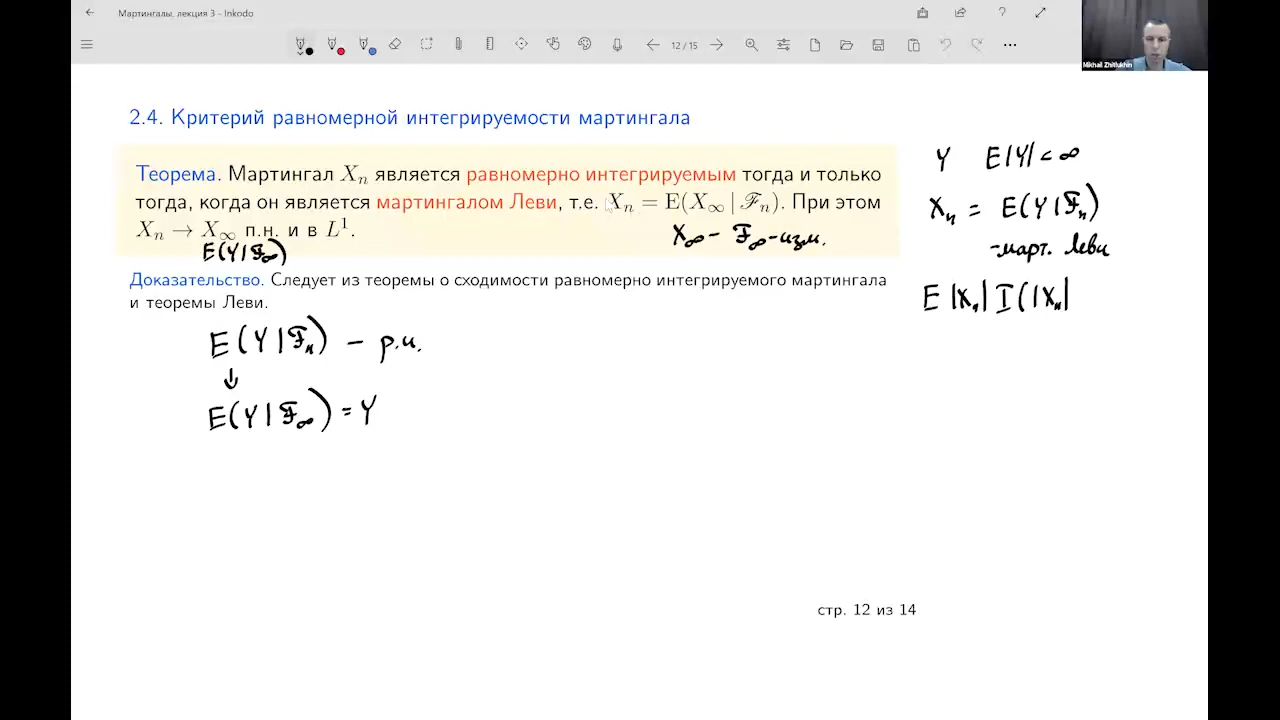 Мартингалы, лекция 3 - Inkodo
12 / 15
Mikhail Zhitlukhin
2.4. Критерий равномерной интегрируемости мартингала
Теорема. Мартингал Xₙ является равномерно интегрируемым тогда и только
тогда, когда он является мартингалом Леви, т.е. Xₙ = E(X∞ | ℱₙ). При этом
Xₙ → X∞ п.н. и в L¹.
X∞ – ℱ∞-изм.
E(Y|ℱ∞)
Доказательство. Следует из теоремы о сходимости равномерно интегрируемого мартингала
и теоремы Леви.
E(Y|ℱₙ) – р.и.
↓
E(Y|ℱ∞) = Y
Y E|Y| < ∞
Xₙ = E(Y|ℱₙ)
- март. Леви
E|Xₙ| I(|Xₙ|
стр. 12 из 14